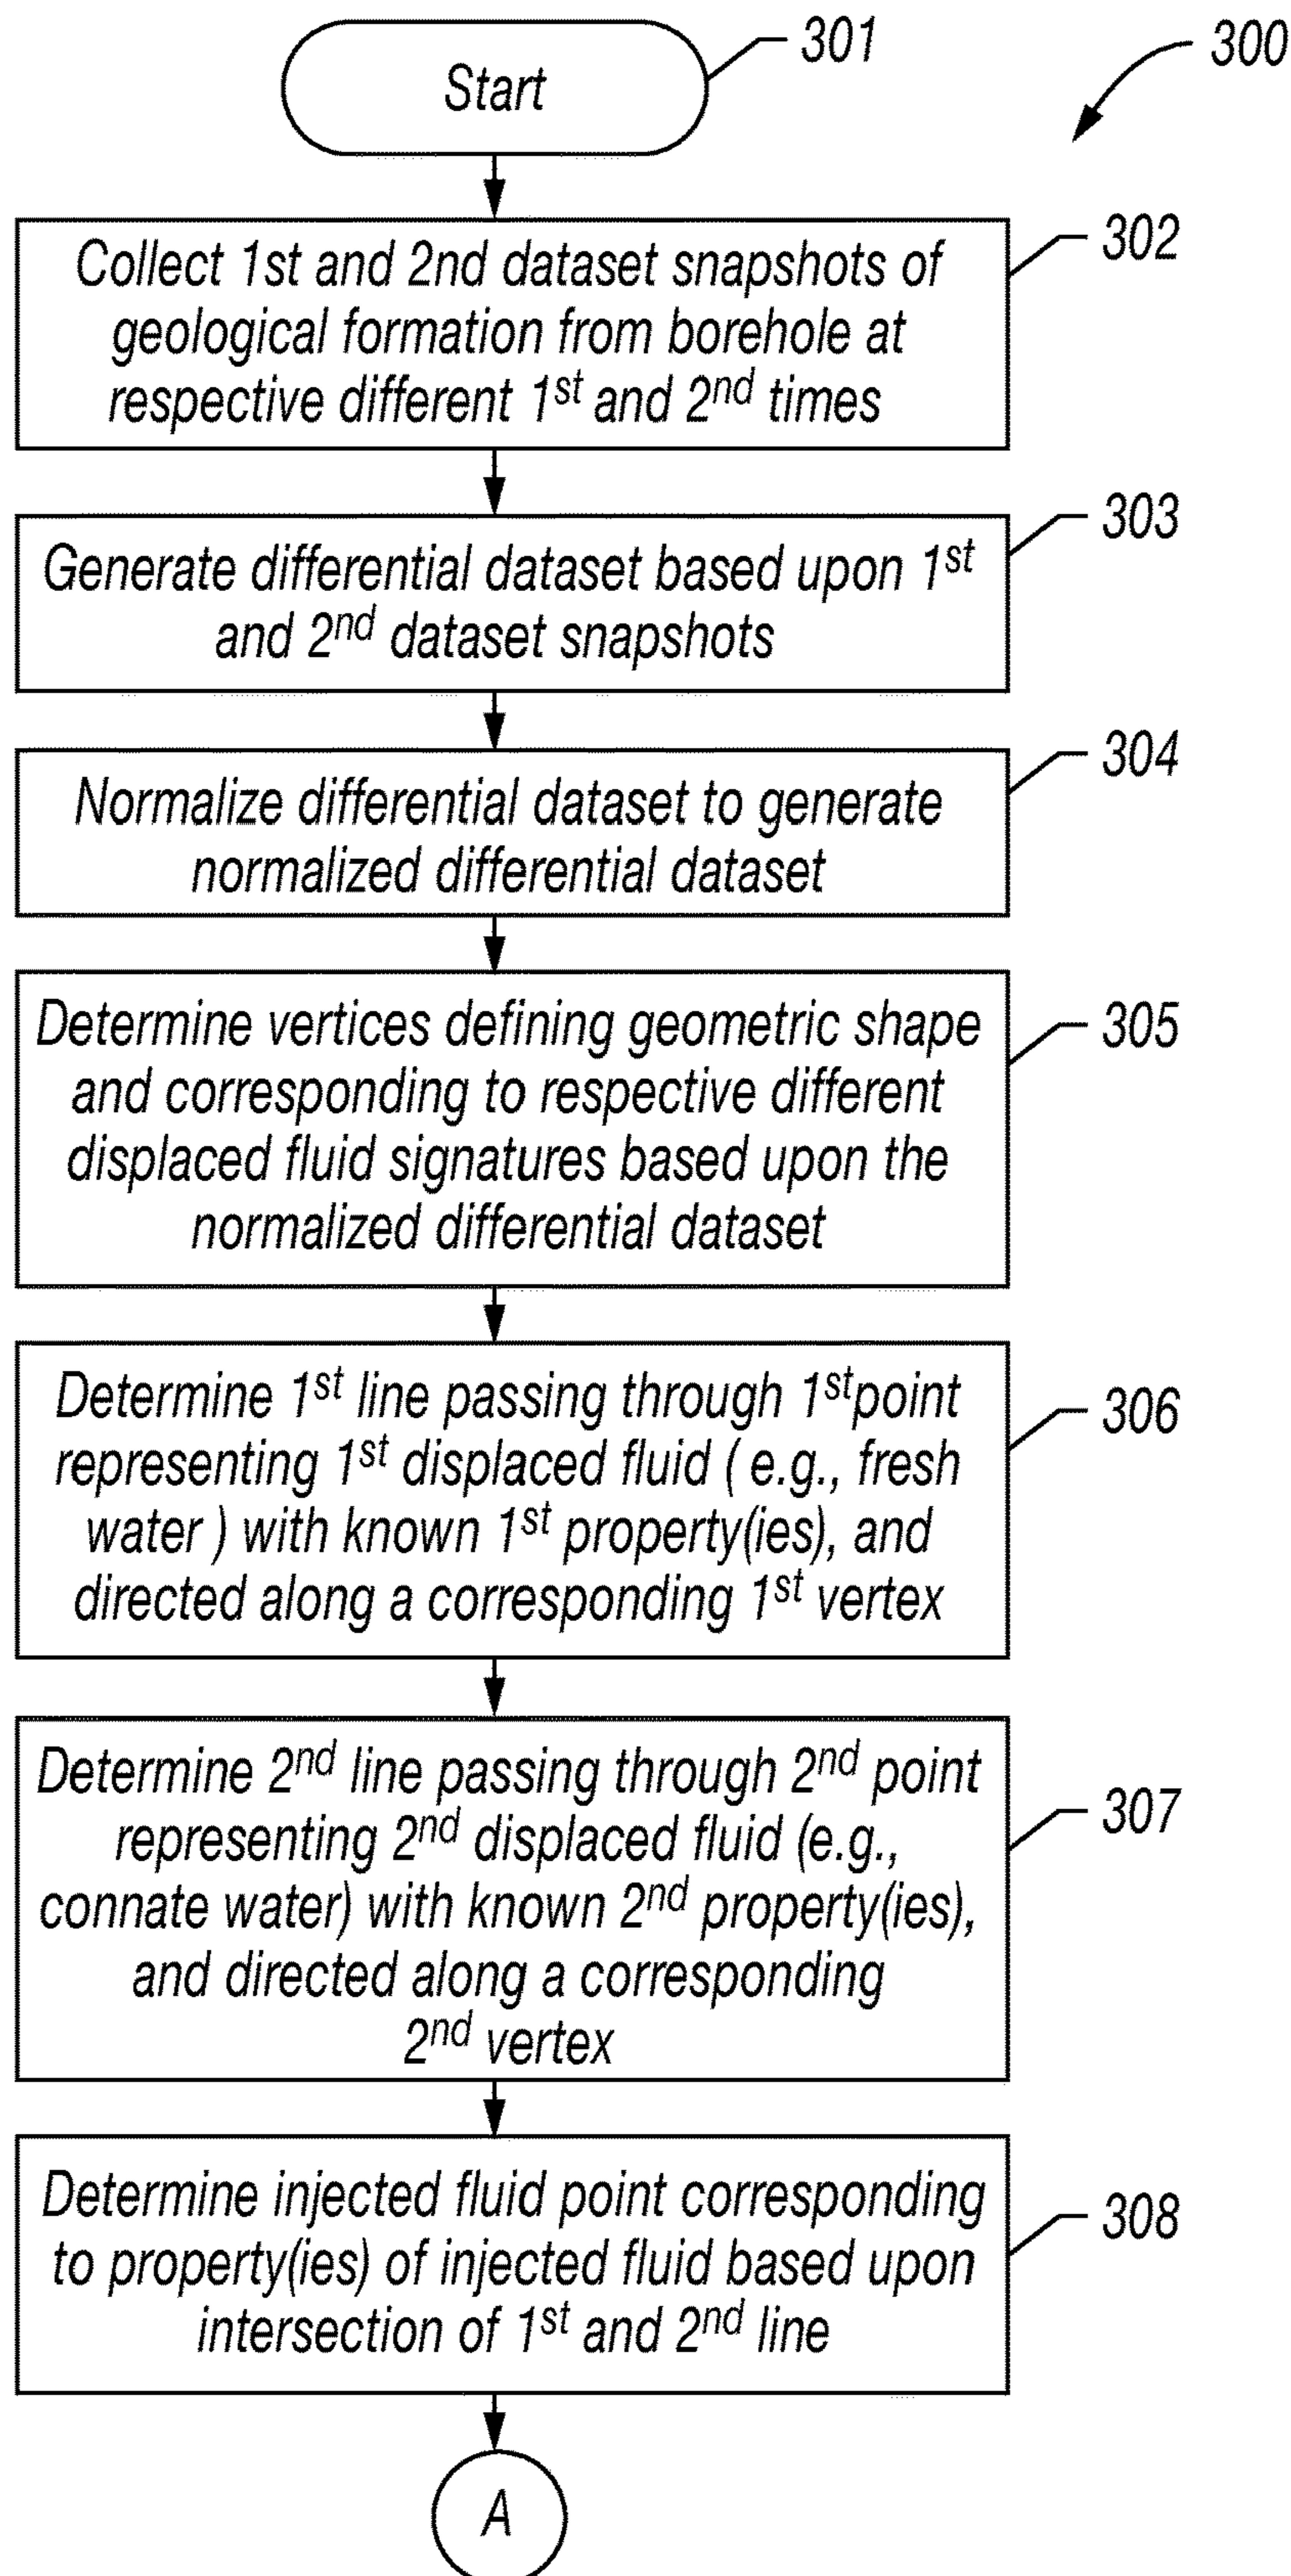 Start
301
300
Collect 1st and 2nd dataset snapshots of
geological formation from borehole at
respective different 1st and 2nd times
302
Generate differential dataset based upon 1st
and 2nd dataset snapshots
303
Normalize differential dataset to generate
normalized differential dataset
304
Determine vertices defining geometric shape
and corresponding to respective different
displaced fluid signatures based upon the
normalized differential dataset
305
Determine 1st line passing through 1st point
representing 1st displaced fluid ( e.g., fresh
water ) with known 1st property(ies), and
directed along a corresponding 1st vertex
306
Determine 2nd line passing through 2nd point
representing 2nd displaced fluid (e.g.,
connate water) with known 2nd property(ies),
and directed along a corresponding
2nd vertex
307
Determine injected fluid point corresponding
to property(ies) of injected fluid based upon
intersection of 1st and 2nd line
308
A